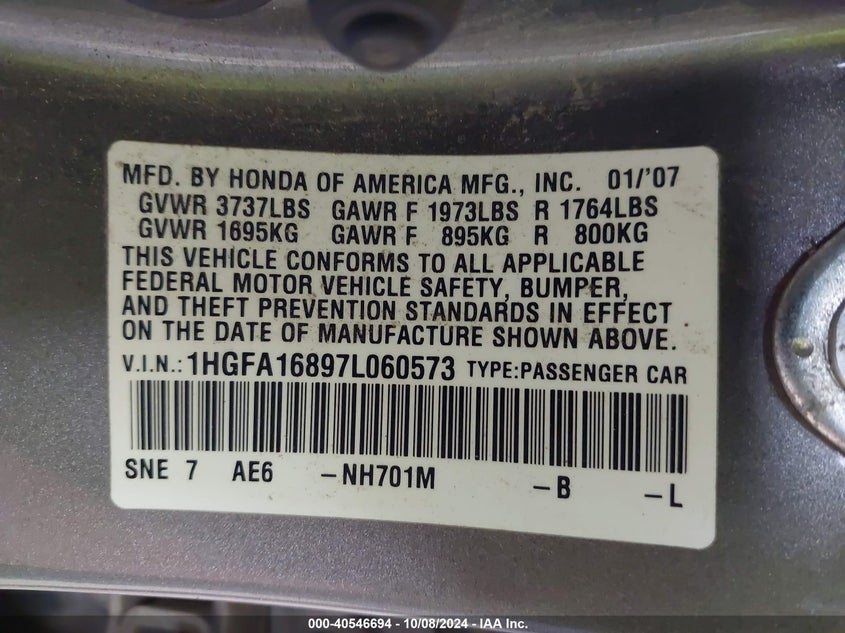 MFD. BY HONDA OF AMERICA MFG., INC. 01/'07
GVWR 3737LBS GAWR F 1973LBS R 1764LBS
GVWR 1695KG GAWR F 895KG R 800KG
THIS VEHICLE CONFORMS TO ALL APPLICABLE
FEDERAL MOTOR VEHICLE SAFETY, BUMPER,
AND THEFT PREVENTION STANDARDS IN EFFECT
ON THE DATE OF MANUFACTURE SHOWN ABOVE.
V.I.N.: 1HGFA16897L060573 TYPE:PASSENGER CAR
SNE 7 AE6 –NH701M –B –L
000-40546694 - 10/08/2024 - IAA Inc.